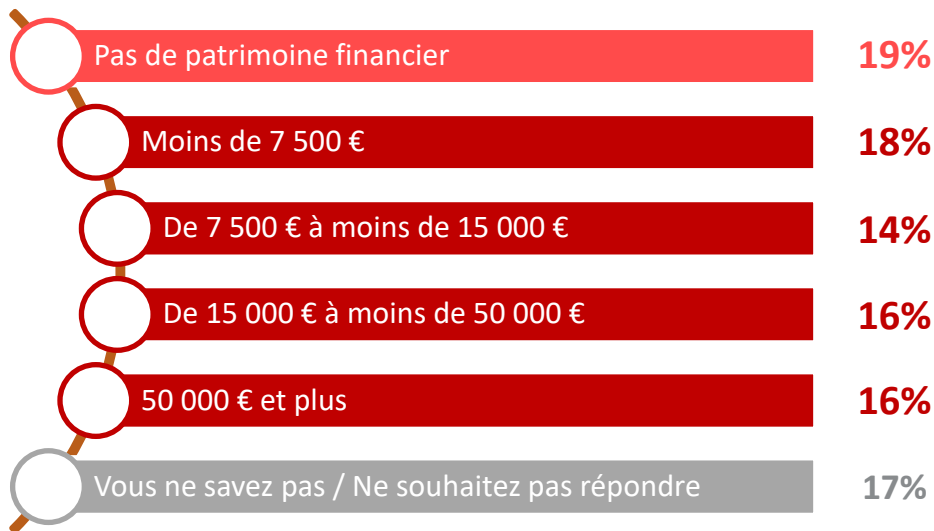 Pas de patrimoine financier 19%
Moins de 7 500 € 18%
De 7 500 € à moins de 15 000 € 14%
De 15 000 € à moins de 50 000 € 16%
50 000 € et plus 16%
Vous ne savez pas / Ne souhaitez pas répondre 17%